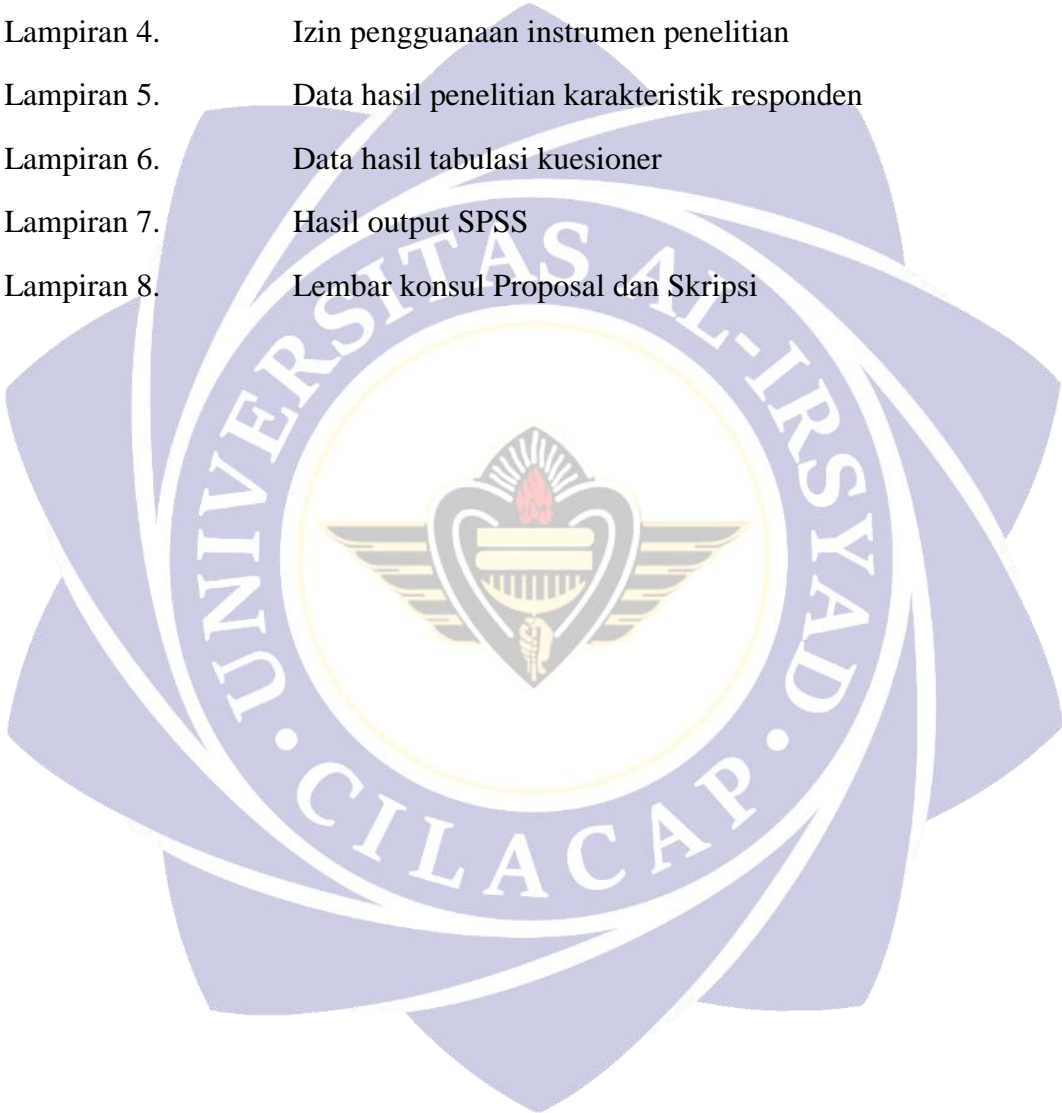 Lampiran 4. Izin pengguanaan instrumen penelitian
Lampiran 5. Data hasil penelitian karakteristik responden
Lampiran 6. Data hasil tabulasi kuesioner
Lampiran 7. Hasil output SPSS
Lampiran 8. Lembar konsul Proposal dan Skripsi
UNIVERSITAS AL-IRSYAD
• CILACAP •